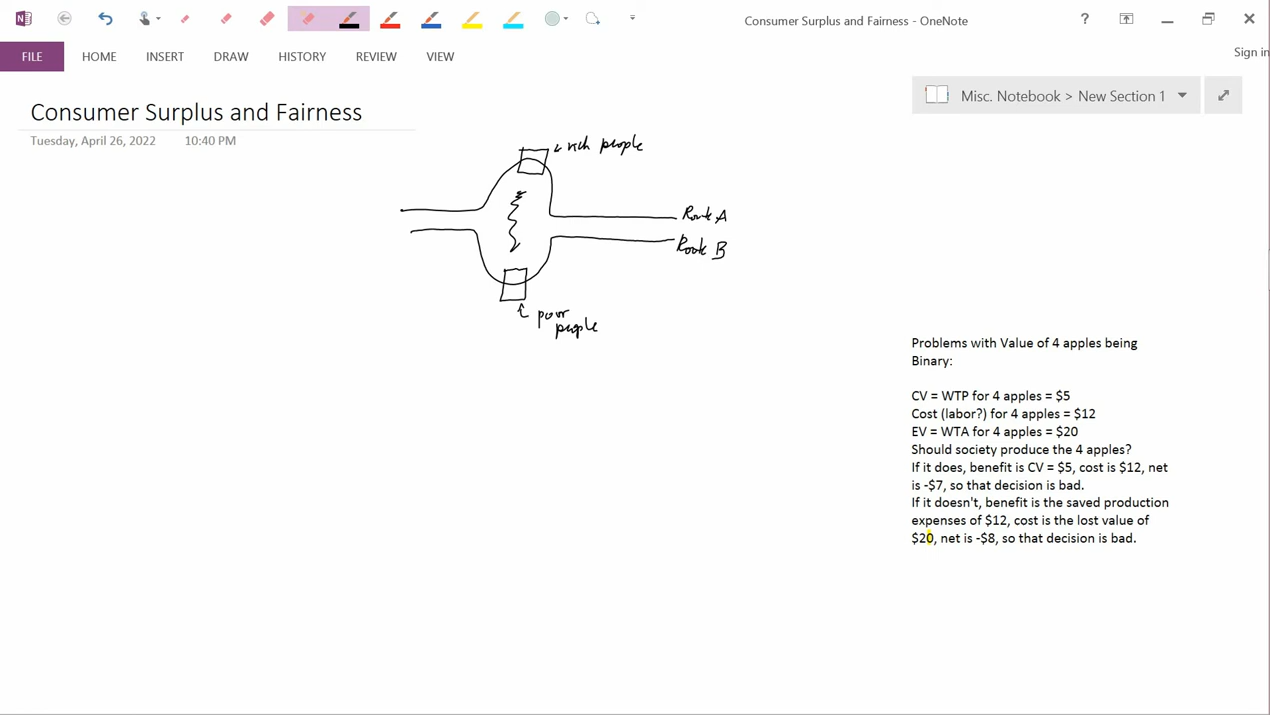 Consumer Surplus and Fairness - OneNote
?
FILE
HOME
INSERT
DRAW
HISTORY
REVIEW
VIEW
Sign in
Consumer Surplus and Fairness
Tuesday, April 26, 2022 10:40 PM
Misc. Notebook > New Section 1
rich people
Route A
Route B
poor
people
Problems with Value of 4 apples being
Binary:
CV = WTP for 4 apples = $5
Cost (labor?) for 4 apples = $12
EV = WTA for 4 apples = $20
Should society produce the 4 apples?
If it does, benefit is CV = $5, cost is $12, net
is -$7, so that decision is bad.
If it doesn't, benefit is the saved production
expenses of $12, cost is the lost value of
$20, net is -$8, so that decision is bad.